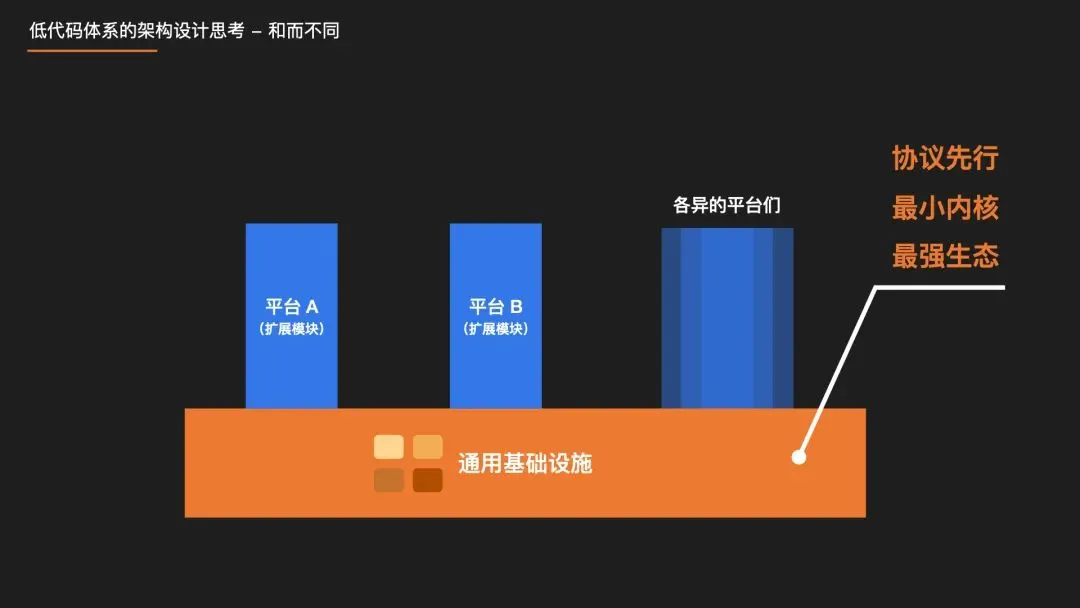 低代码体系的架构设计思考 – 和而不同
协议先行
最小内核
最强生态
各异的平台们
平台 A
（扩展模块）
平台 B
（扩展模块）
通用基础设施